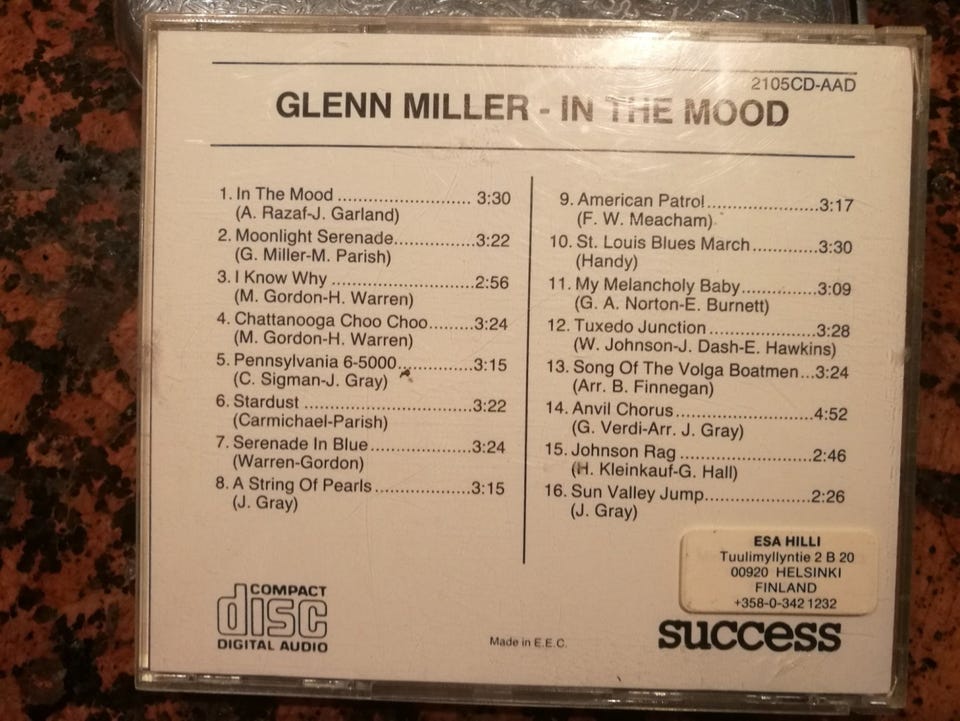 2105CD-AAD
GLENN MILLER - IN THE MOOD
1. In The Mood ........................ 3:30
(A. Razaf-J. Garland)
2. Moonlight Serenade..............3:22
(G. Miller-M. Parish)
3. I Know Why .........................2:56
(M. Gordon-H. Warren)
4. Chattanooga Choo Choo........3:24
(M. Gordon-H. Warren)
5. Pennsylvania 6-5000.............3:15
(C. Sigman-J. Gray)
6. Stardust ..............................3:22
(Carmichael-Parish)
7. Serenade In Blue..................3:24
(Warren-Gordon)
8. A String Of Pearls.................3:15
(J. Gray)
9. American Patrol....................3:17
(F. W. Meacham)
10. St. Louis Blues March...........3:30
(Handy)
11. My Melancholy Baby.............3:09
(G. A. Norton-E. Burnett)
12. Tuxedo Junction..................3:28
(W. Johnson-J. Dash-E. Hawkins)
13. Song Of The Volga Boatmen...3:24
(Arr. B. Finnegan)
14. Anvil Chorus........................4:52
(G. Verdi-Arr. J. Gray)
15. Johnson Rag.......................2:46
(H. Kleinkauf-G. Hall)
16. Sun Valley Jump..................2:26
(J. Gray)
ESA HILLI
Tuulimyllyntie 2 B 20
00920 HELSINKI
FINLAND
+358-0-342 1232
COMPACT
disc
DIGITAL AUDIO
Made in E.E.C.
success